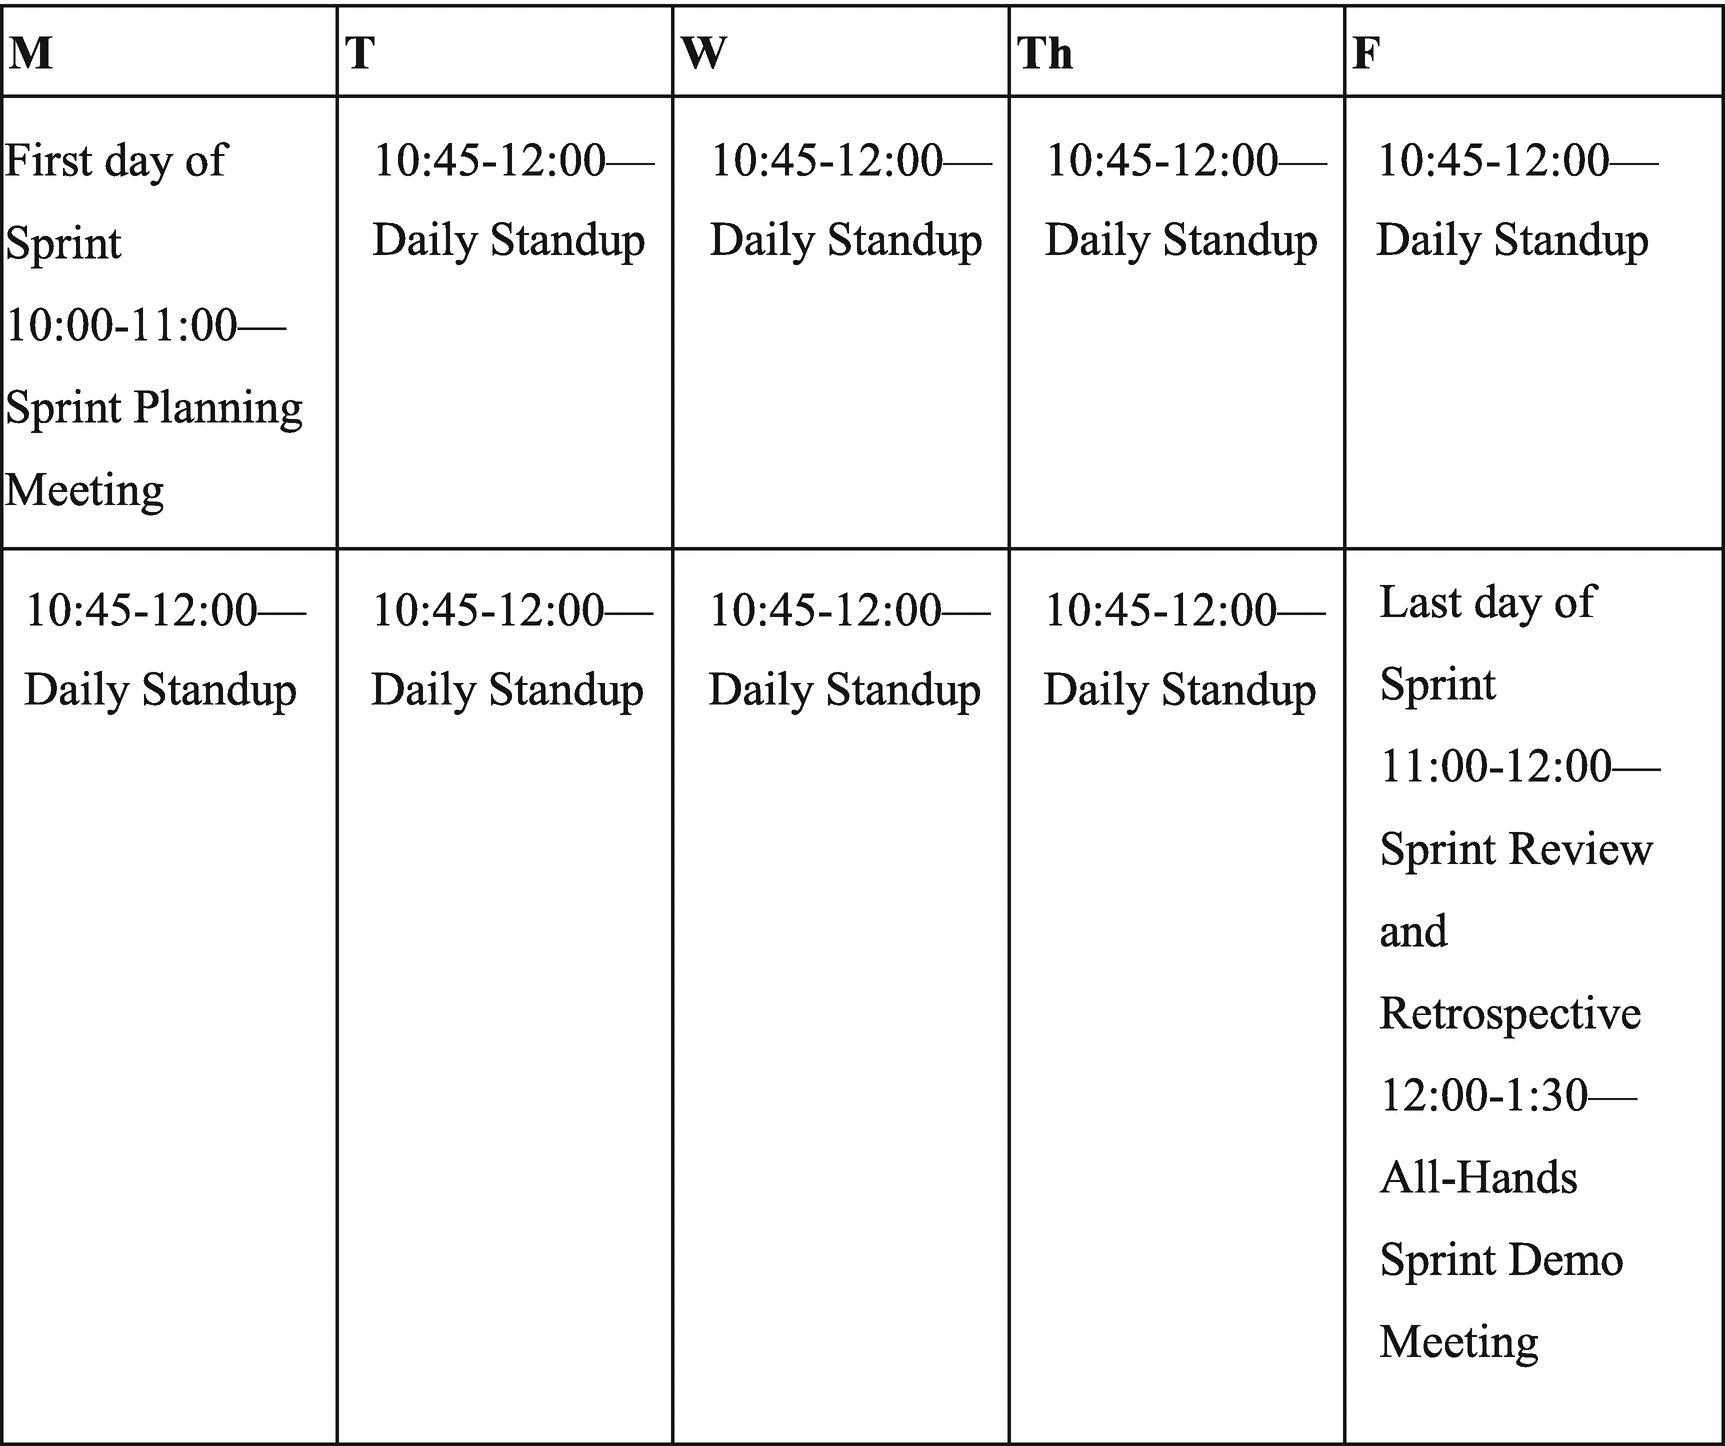 M
T
W
Th
F
First day of
Sprint
10:00-11:00—
Sprint Planning
Meeting
10:45-12:00—
Daily Standup
10:45-12:00—
Daily Standup
10:45-12:00—
Daily Standup
10:45-12:00—
Daily Standup
10:45-12:00—
Daily Standup
10:45-12:00—
Daily Standup
10:45-12:00—
Daily Standup
10:45-12:00—
Daily Standup
Last day of
Sprint
11:00-12:00—
Sprint Review
and
Retrospective
12:00-1:30—
All-Hands
Sprint Demo
Meeting